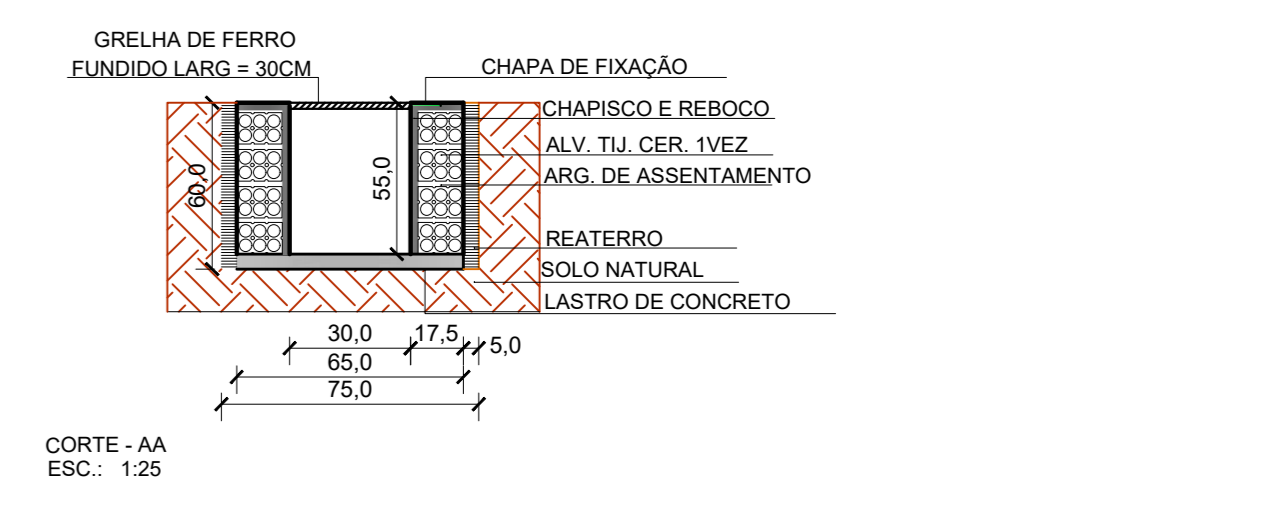 GRELHA DE FERRO
FUNDIDO LARG = 30CM
CHAPA DE FIXAÇÃO
CHAPISCO E REBOCO
ALV. TIJ. CER. 1VEZ
ARG. DE ASSENTAMENTO
60,0
55,0
REATERRO
SOLO NATURAL
LASTRO DE CONCRETO
30,0
17,5
5,0
65,0
75,0
CORTE - AA
ESC.: 1:25